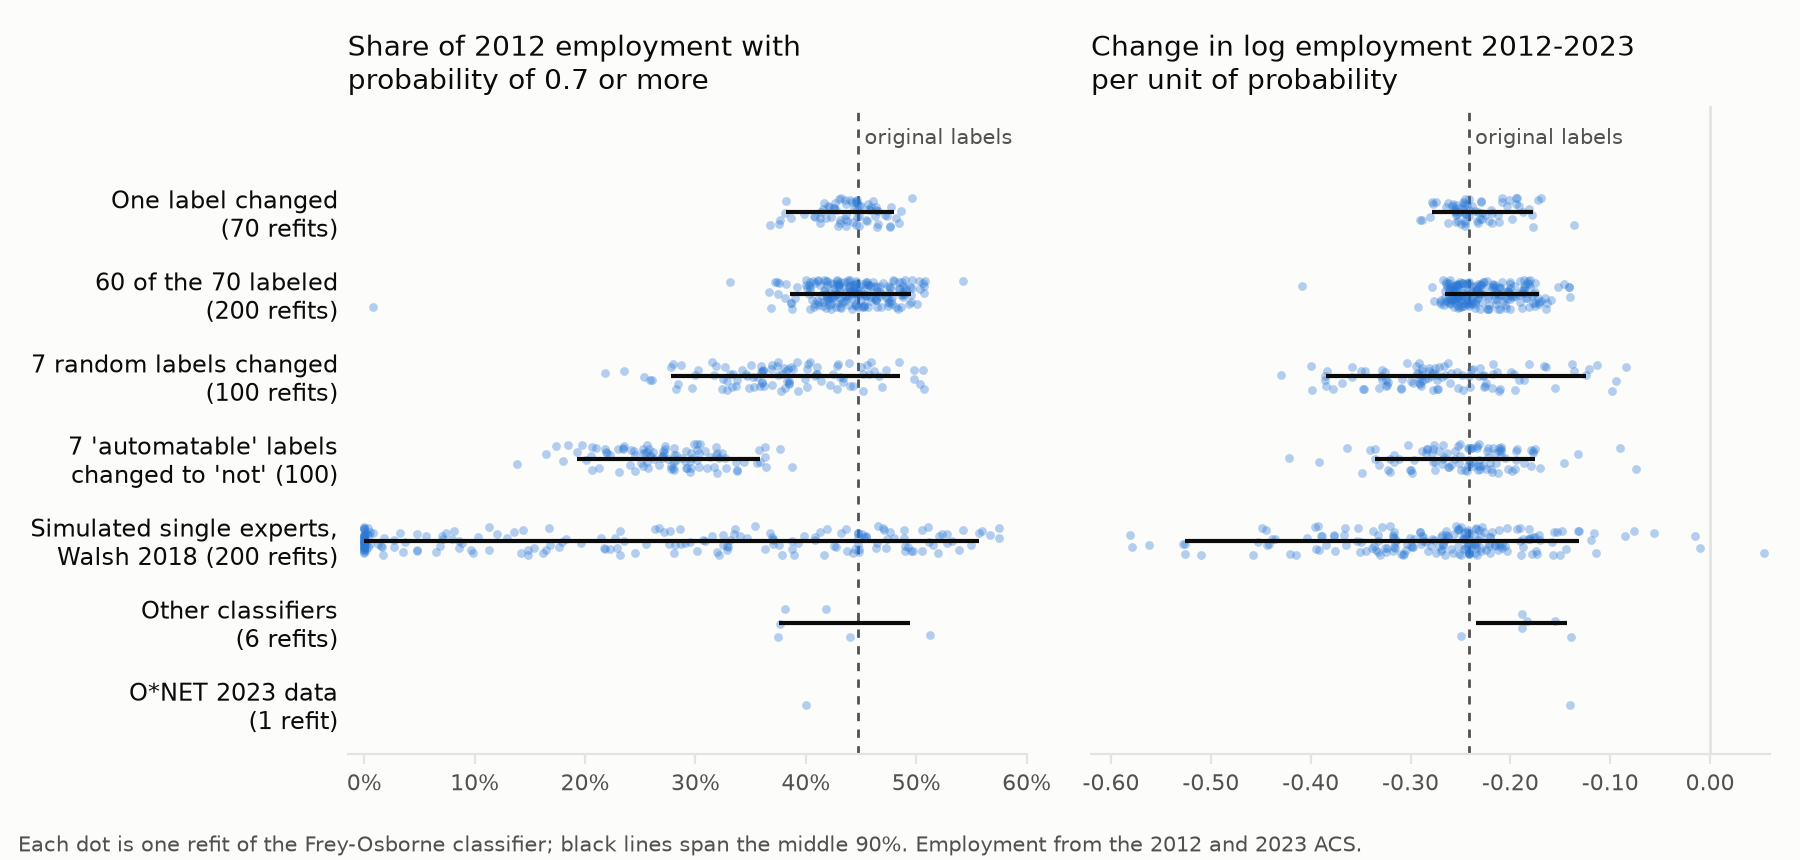 Share of 2012 employment with
probability of 0.7 or more
Change in log employment 2012-2023
per unit of probability
original labels
original labels
One label changed
(70 refits)
60 of the 70 labeled
(200 refits)
7 random labels changed
(100 refits)
7 'automatable' labels
changed to 'not' (100)
Simulated single experts,
Walsh 2018 (200 refits)
Other classifiers
(6 refits)
O*NET 2023 data
(1 refit)
0% 10% 20% 30% 40% 50% 60%
-0.60 -0.50 -0.40 -0.30 -0.20 -0.10 0.00
Each dot is one refit of the Frey-Osborne classifier; black lines span the middle 90%. Employment from the 2012 and 2023 ACS.